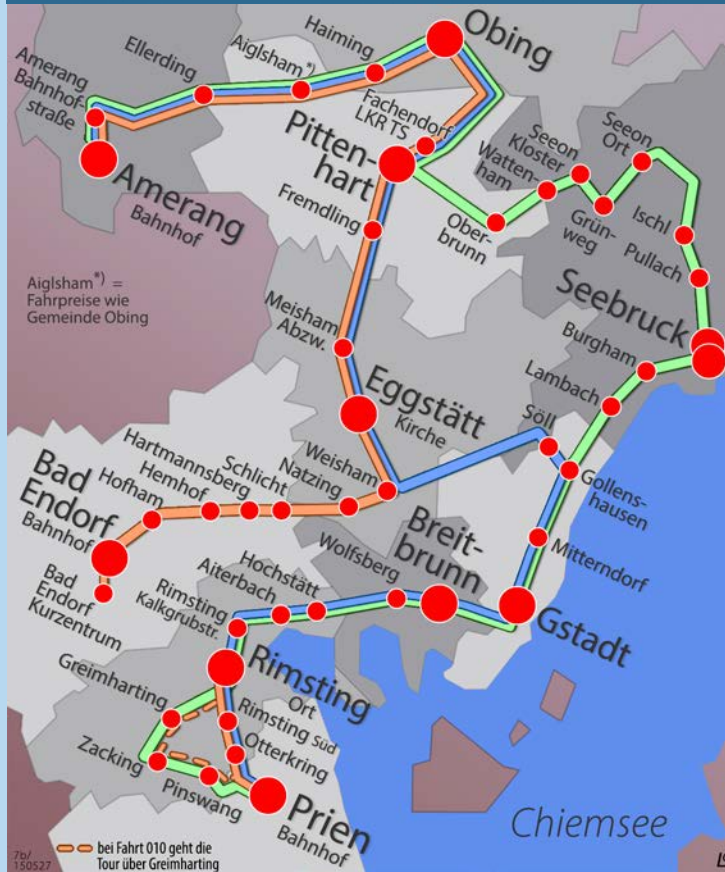 Obing
Haiming
Aiglsham*)
Ellerding
Amerang
Bahnhof-
straße
Amerang
Bahnhof
Fachendorf
LKR TS
Pitten-
hart
Fremdling
Seeon
Ort
Seeon
Kloster
Watten-
ham
Ober-
brunn
Grün-
weg
Ischl
Pullach
Seebruck
Aiglsham*) =
Fahrpreise wie
Gemeinde Obing
Meisham
Abzw.
Burgham
Lambach
Eggstätt
Kirche
Söll
Weisham
Natzing
Schlicht
Hartmannsberg
Hemhof
Hofham
Bad
Endorf
Bahnhof
Bad
Endorf
Kurzentrum
Gollens-
hausen
Mitterndorf
Breit-
brunn
Wolfsberg
Gstadt
Hochstätt
Aiterbach
Rimsting
Kalkgrubstr.
Rimsting
Ort
Greimharting
Rimsting Süd
Otterkring
Zacking
Pinswang
Prien
Bahnhof
Chiemsee
bei Fahrt 010 geht die
Tour über Greimharting
7b/
150527